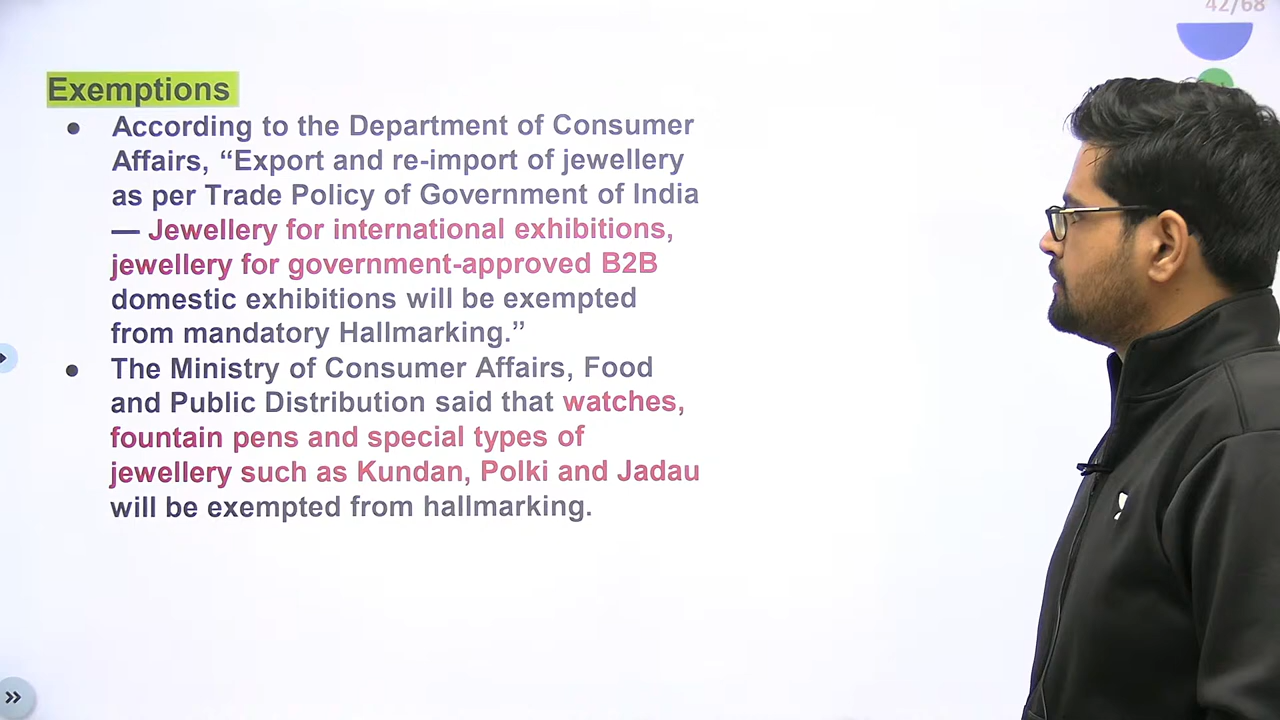 42/68
Exemptions
● According to the Department of Consumer
Affairs, “Export and re-import of jewellery
as per Trade Policy of Government of India
— Jewellery for international exhibitions,
jewellery for government-approved B2B
domestic exhibitions will be exempted
from mandatory Hallmarking.”
● The Ministry of Consumer Affairs, Food
and Public Distribution said that watches,
fountain pens and special types of
jewellery such as Kundan, Polki and Jadau
will be exempted from hallmarking.